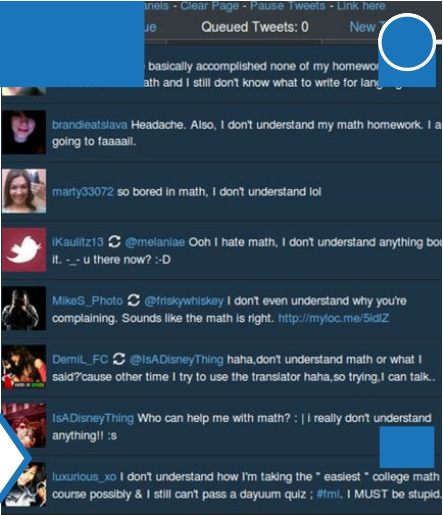 anels - Clear Page - Pause Tweets - Link here
ue Queued Tweets: 0 New T
basically accomplished none of my homewor
ath and I still don't know what to write for lang
brandieatslava Headache. Also, I don't understand my math homework. I a
going to faaaail.
marty33072 so bored in math, I don't understand lol
iKaulitz13 @melaniae Ooh I hate math, I don't understand anything bou
it. -_- u there now? :-D
MikeS_Photo @friskywhiskey I don't even understand why you're
complaining. Sounds like the math is right. http://myloc.me/5idlZ
DemiL_FC @IsADisneyThing haha,don't understand math or what I
said?'cause other time I try to use the translator haha,so trying,I can talk..
IsADisneyThing Who can help me with math? : | i really don't understand
anything!! :s
luxurious_xo I don't understand how I'm taking the " easiest " college math
course possibly & I still can't pass a dayuum quiz ; #fml. I MUST be stupid.